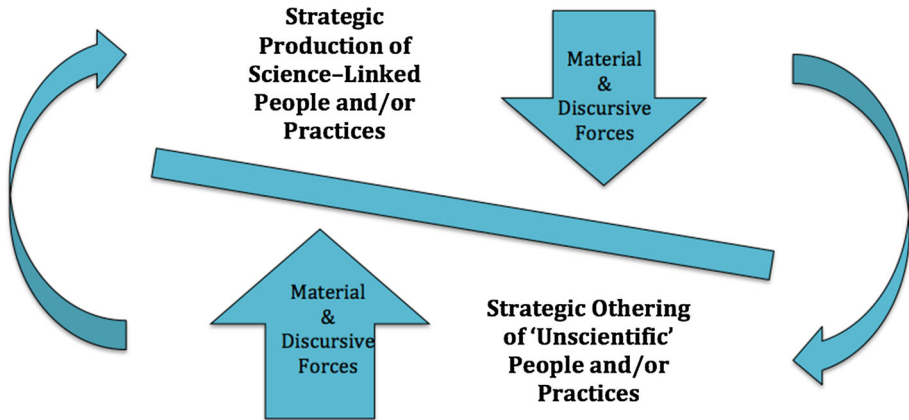 Strategic
Production of
Science–Linked
People and/or
Practices
Material
&
Discursive
Forces
Material
&
Discursive
Forces
Strategic Othering
of ‘Unscientific’
People and/or
Practices